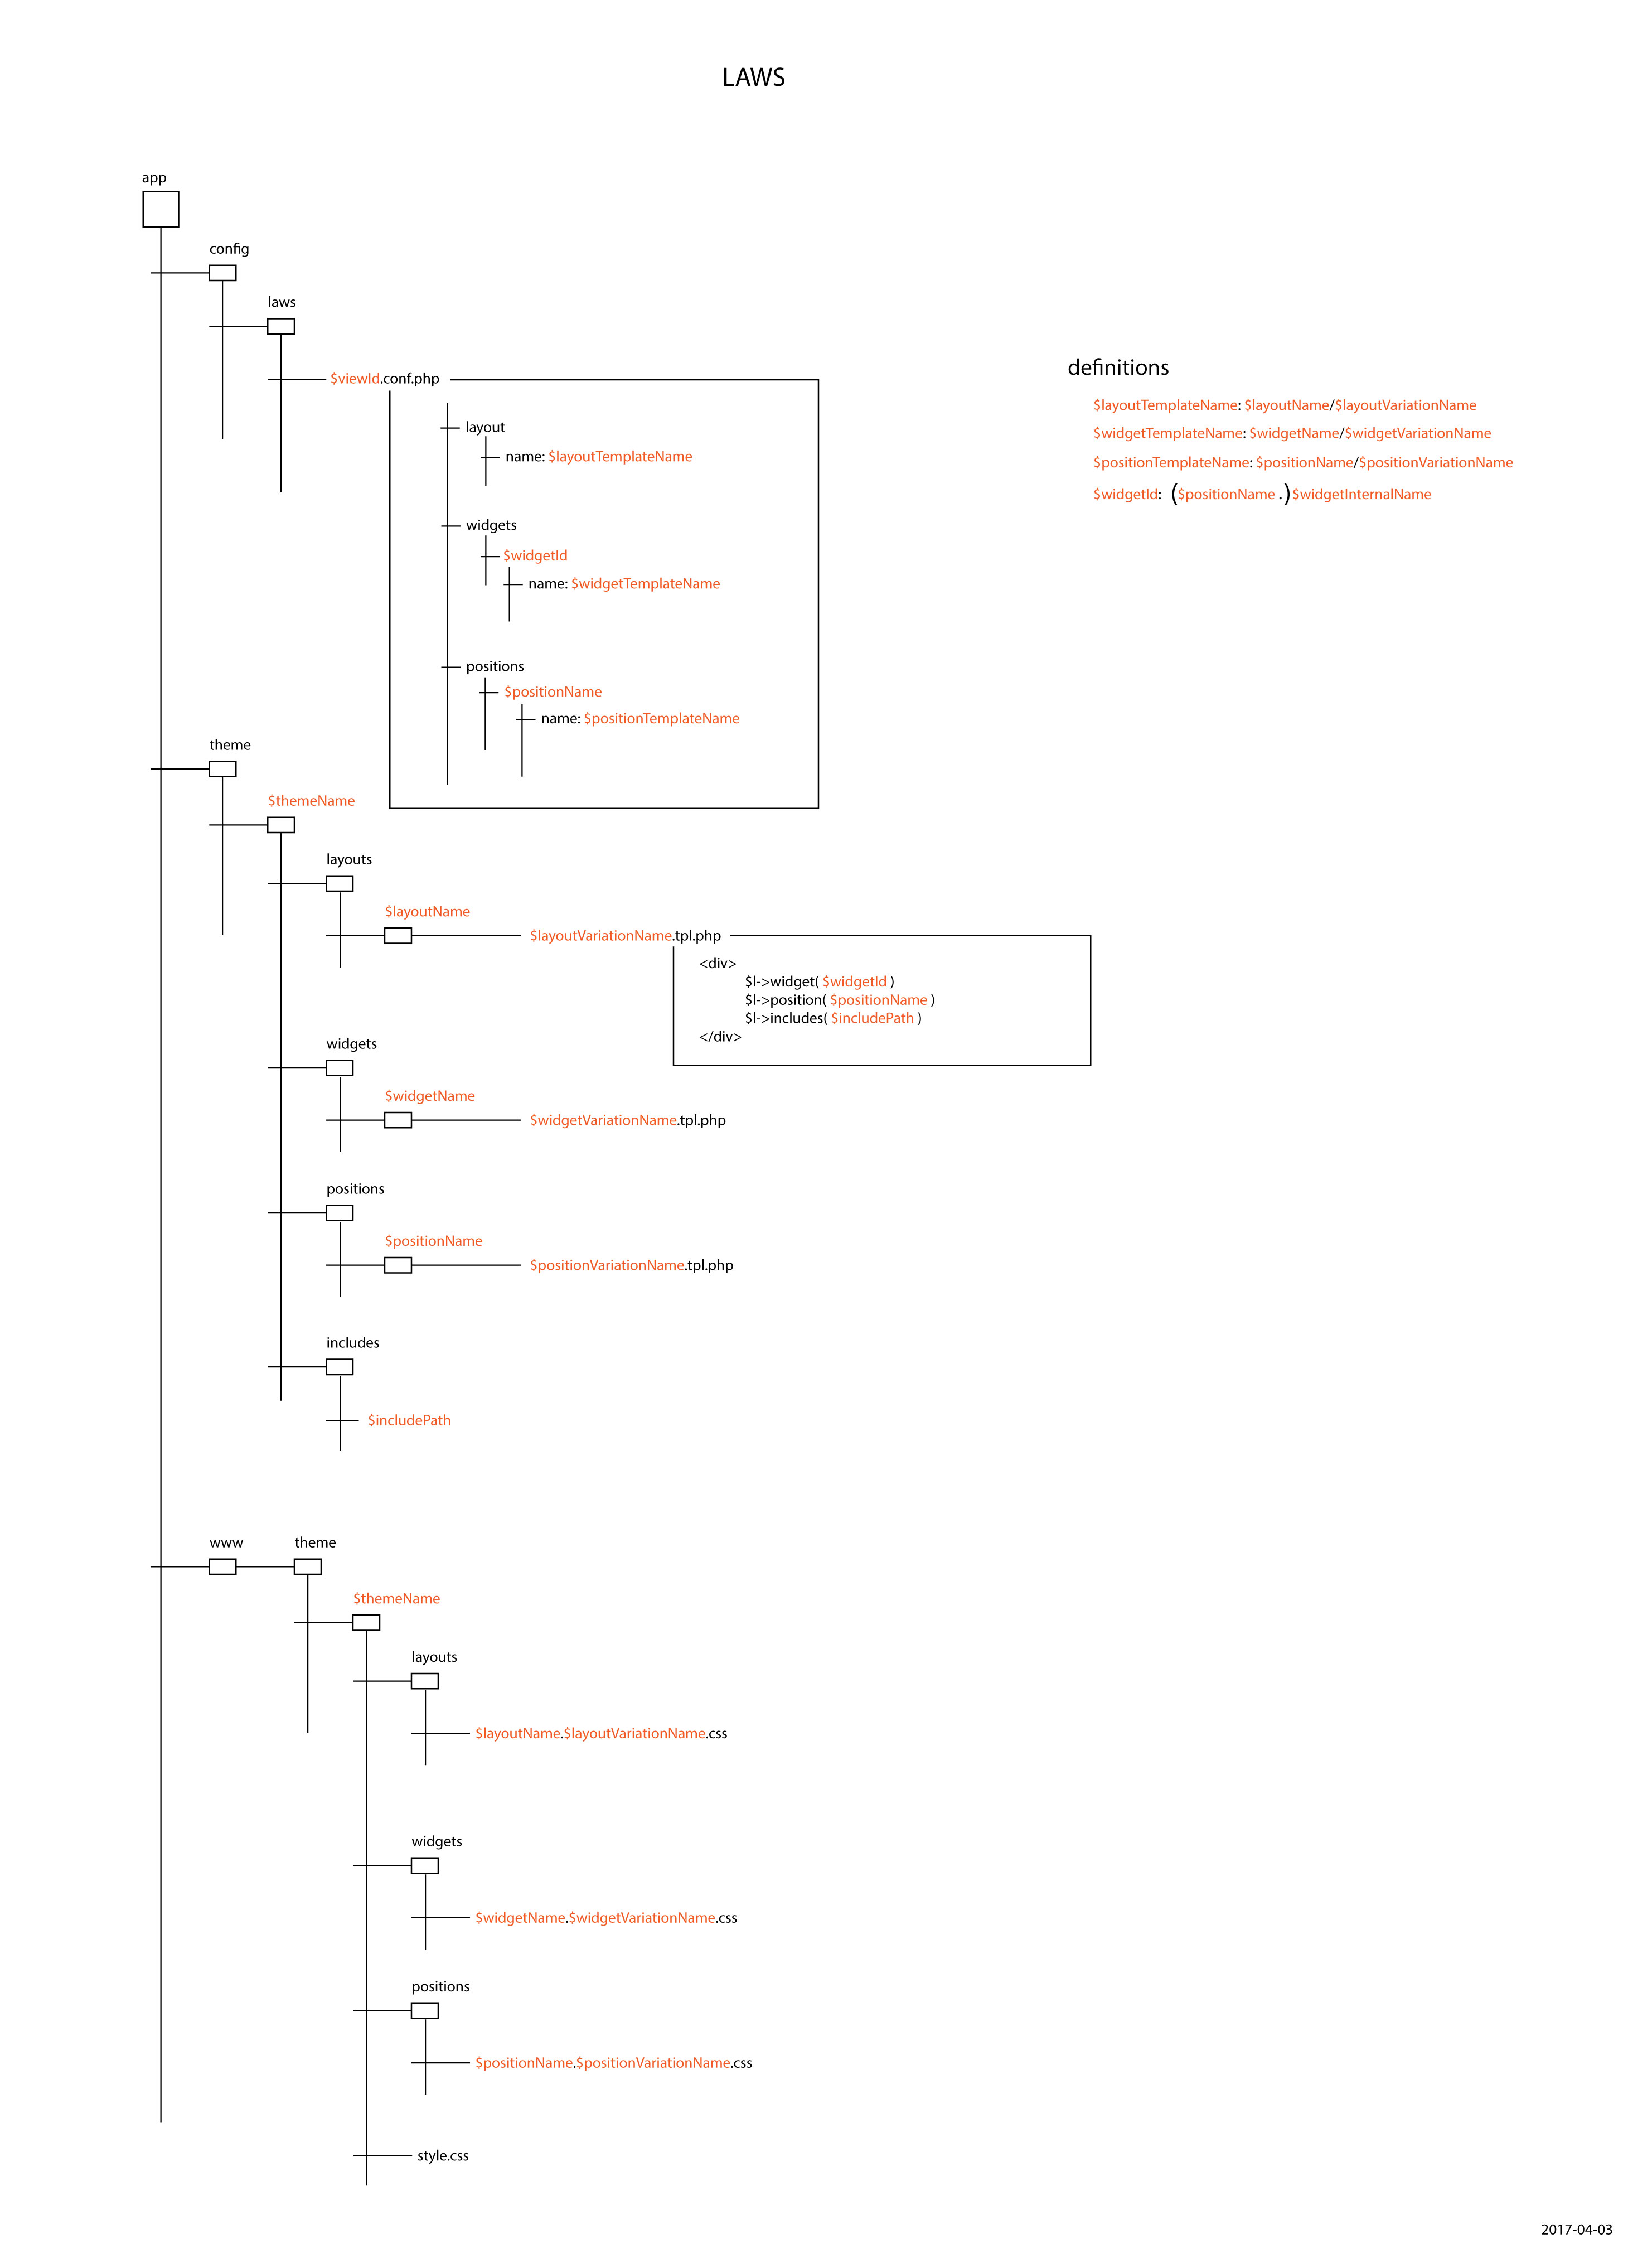 LAWS
app
config
laws
$viewId.conf.php
layout
name: $layoutTemplateName
widgets
$widgetId
name: $widgetTemplateName
positions
$positionName
name: $positionTemplateName
definitions
$layoutTemplateName: $layoutName/$layoutVariationName
$widgetTemplateName: $widgetName/$widgetVariationName
$positionTemplateName: $positionName/$positionVariationName
$widgetId: ($positionName .) $widgetInternalName
theme
$themeName
layouts
$layoutName
$layoutVariationName.tpl.php
<div>
$l->widget( $widgetId )
$l->position( $positionName )
$l->includes( $includePath )
</div>
widgets
$widgetName
$widgetVariationName.tpl.php
positions
$positionName
$positionVariationName.tpl.php
includes
$includePath
www theme
$themeName
layouts
$layoutName.$layoutVariationName.css
widgets
$widgetName.$widgetVariationName.css
positions
$positionName.$positionVariationName.css
style.css
2017-04-03